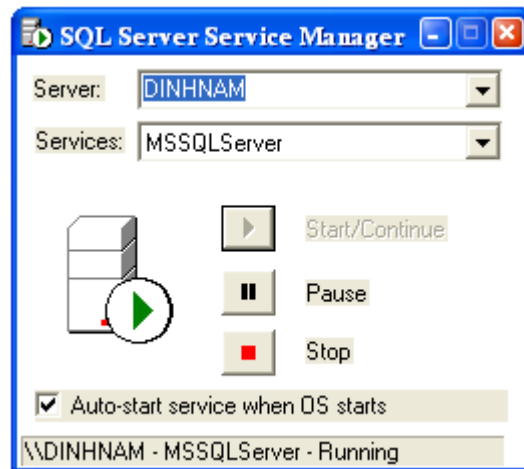 SQL Server Service Manager
Server: DINHNAM
Services: MSSQLServer
Start/Continue
Pause
Stop
Auto-start service when OS starts
\\DINHNAM - MSSQLServer - Running